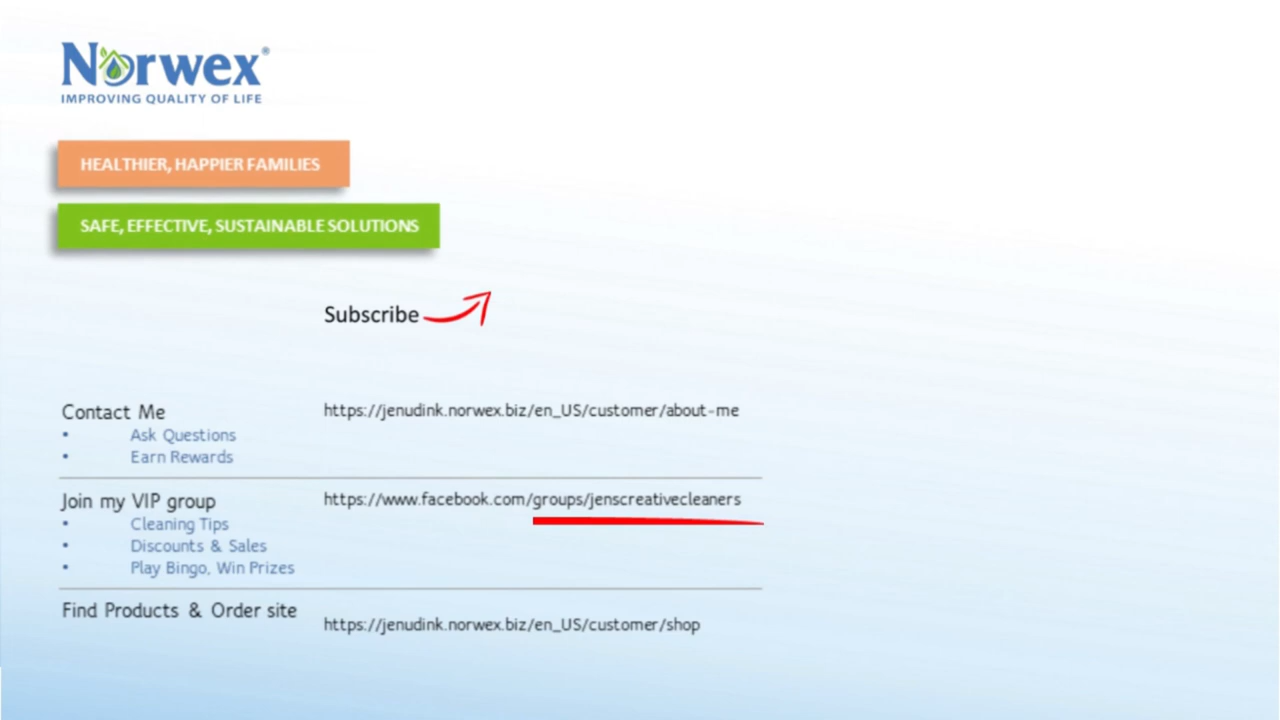 Norwex®
IMPROVING QUALITY OF LIFE
HEALTHIER, HAPPIER FAMILIES
SAFE, EFFECTIVE, SUSTAINABLE SOLUTIONS
Subscribe
Contact Me https://jenudink.norwex.biz/en_US/customer/about-me
• Ask Questions
• Earn Rewards
Join my VIP group https://www.facebook.com/groups/jenscreativecleaners
• Cleaning Tips
• Discounts & Sales
• Play Bingo, Win Prizes
Find Products & Order site
https://jenudink.norwex.biz/en_US/customer/shop